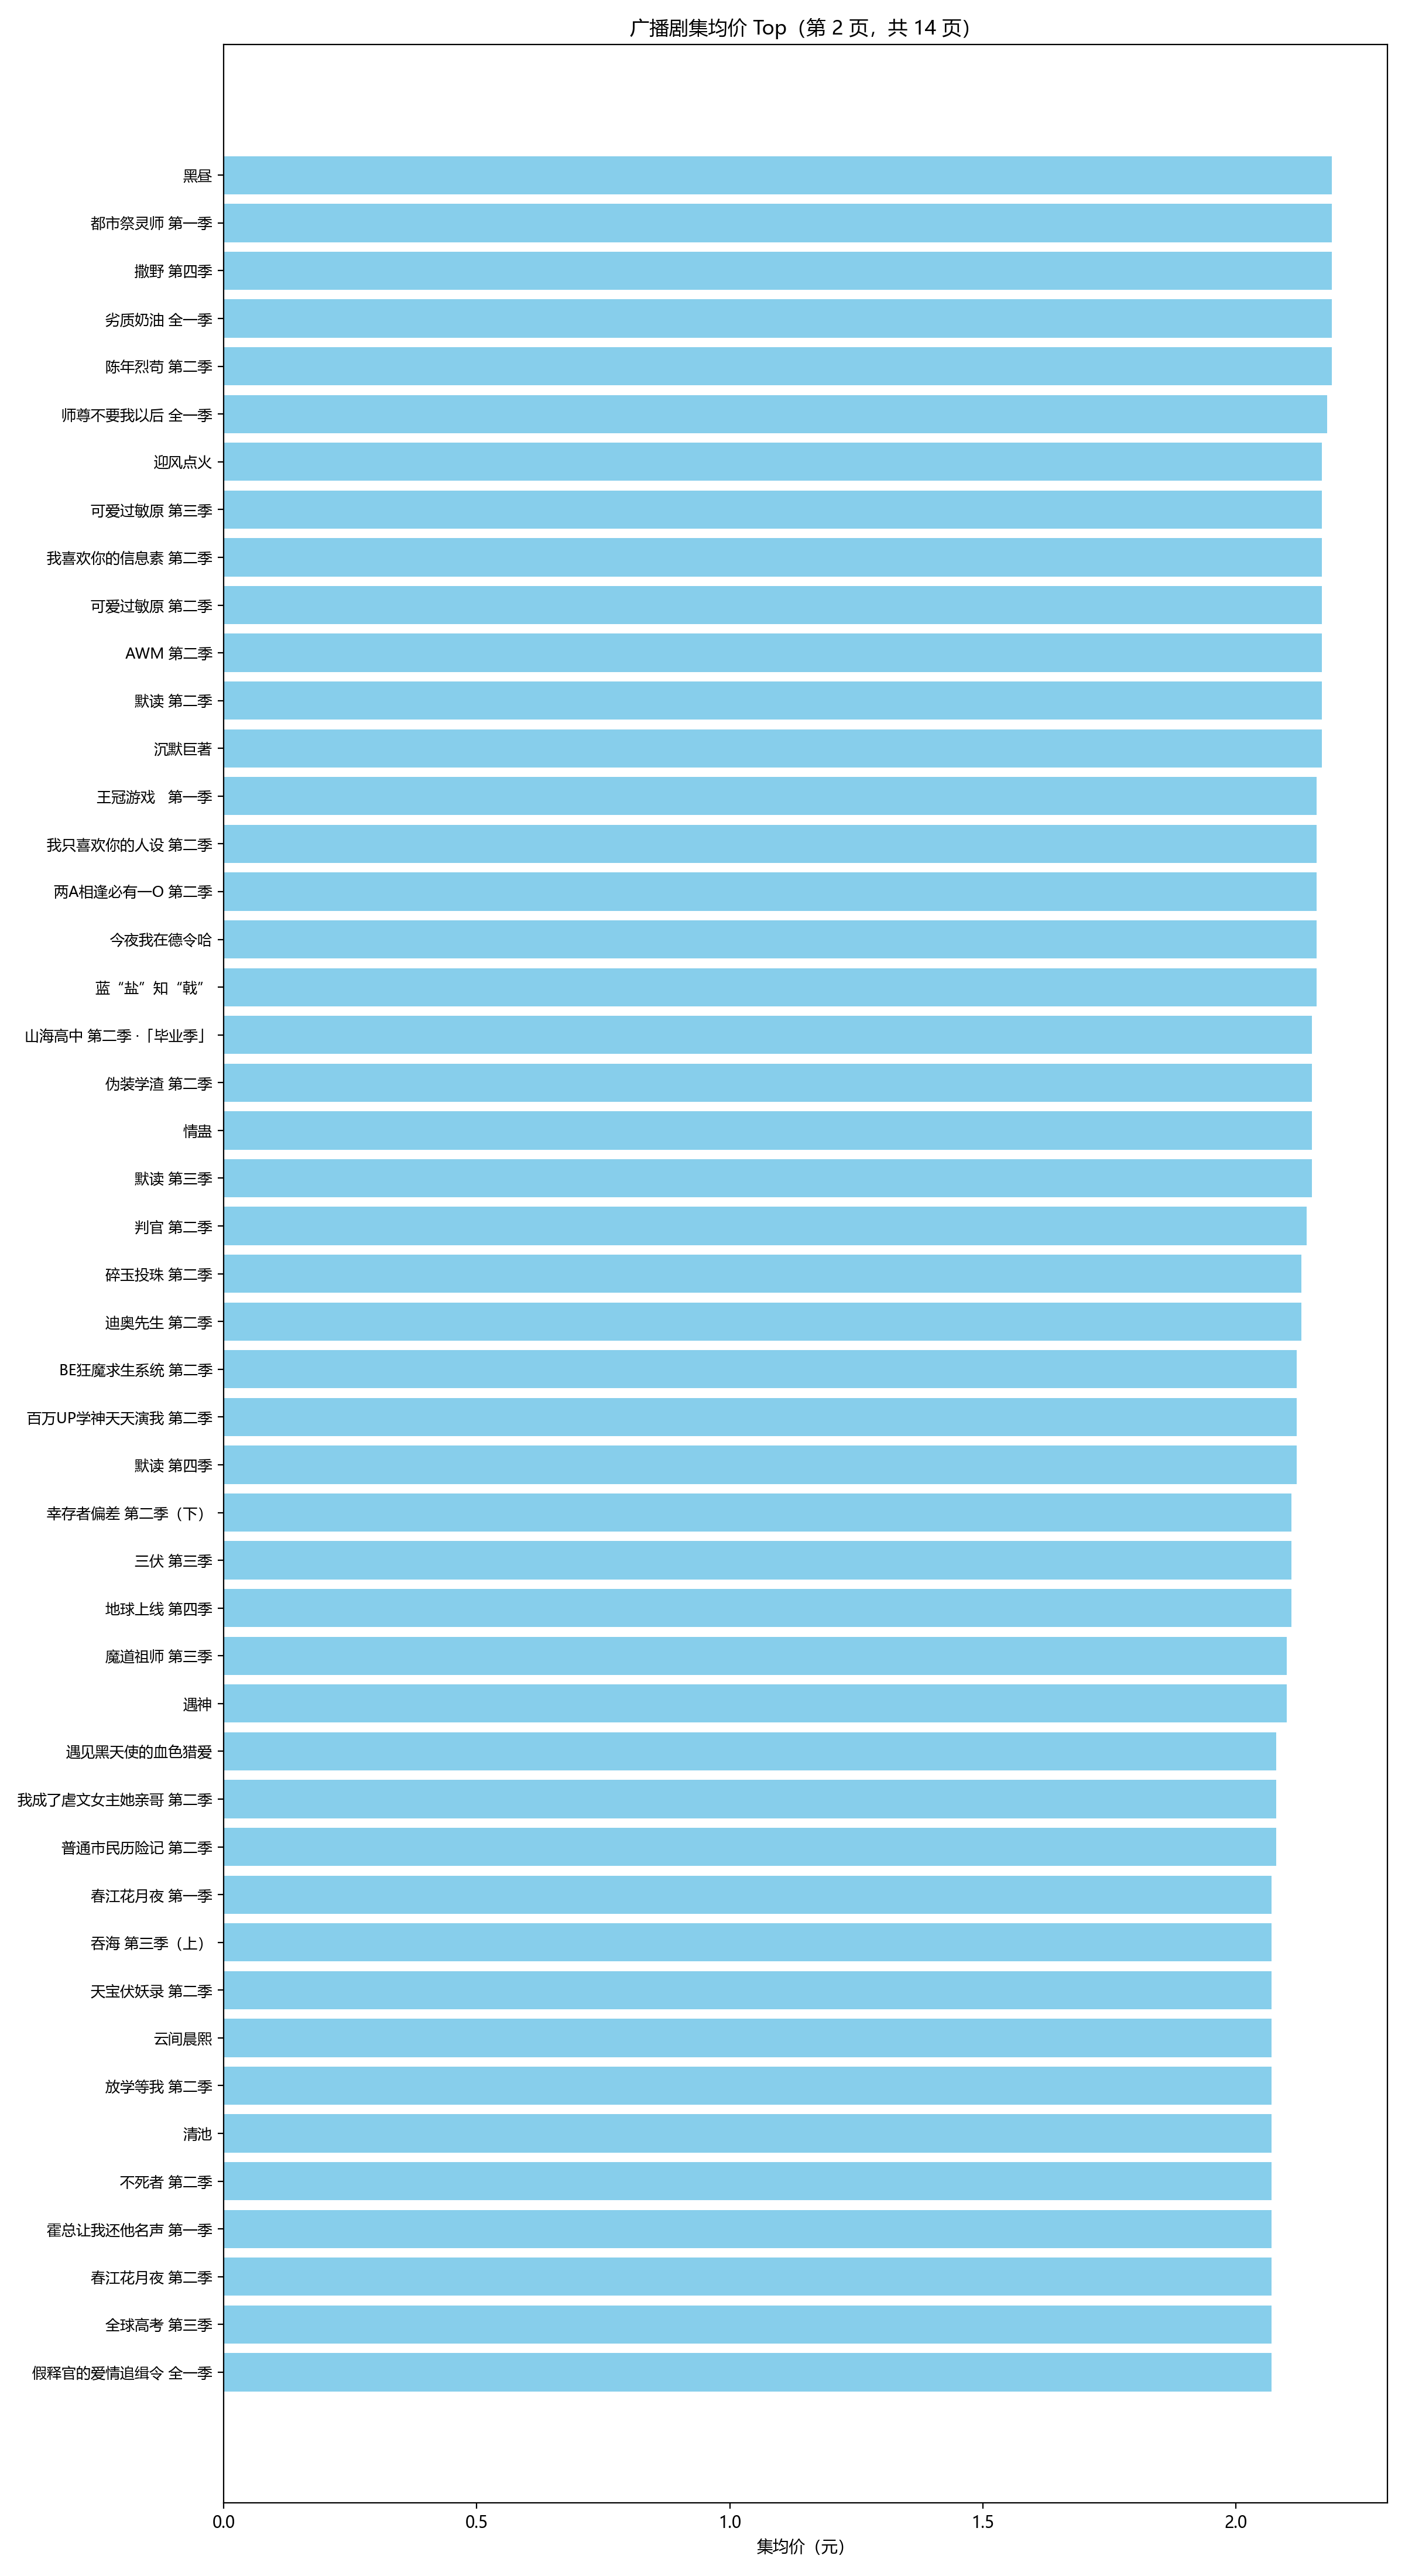 广播剧集均价 Top（第 2 页，共 14 页）
黑昼
都市祭灵师 第一季
撒野 第四季
劣质奶油 全一季
陈年烈苟 第二季
师尊不要我以后 全一季
迎风点火
可爱过敏原 第三季
我喜欢你的信息素 第二季
可爱过敏原 第二季
AWM 第二季
默读 第二季
沉默巨著
王冠游戏   第一季
我只喜欢你的人设 第二季
两A相逢必有一O 第二季
今夜我在德令哈
蓝“盐”知“戟”
山海高中 第二季 ·「毕业季」
伪装学渣 第二季
情蛊
默读 第三季
判官 第二季
碎玉投珠 第二季
迪奥先生 第二季
BE狂魔求生系统 第二季
百万UP学神天天演我 第二季
默读 第四季
幸存者偏差 第二季（下）
三伏 第三季
地球上线 第四季
魔道祖师 第三季
遇神
遇见黑天使的血色猎爱
我成了虐文女主她亲哥 第二季
普通市民历险记 第二季
春江花月夜 第一季
吞海 第三季（上）
天宝伏妖录 第二季
云间晨熙
放学等我 第二季
清池
不死者 第二季
霍总让我还他名声 第一季
春江花月夜 第二季
全球高考 第三季
假释官的爱情追缉令 全一季
0.0 0.5 1.0 1.5 2.0
集均价（元）